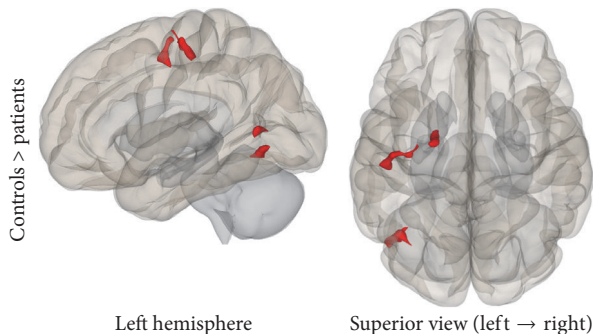 Controls > patients
Left hemisphere
Superior view (left → right)